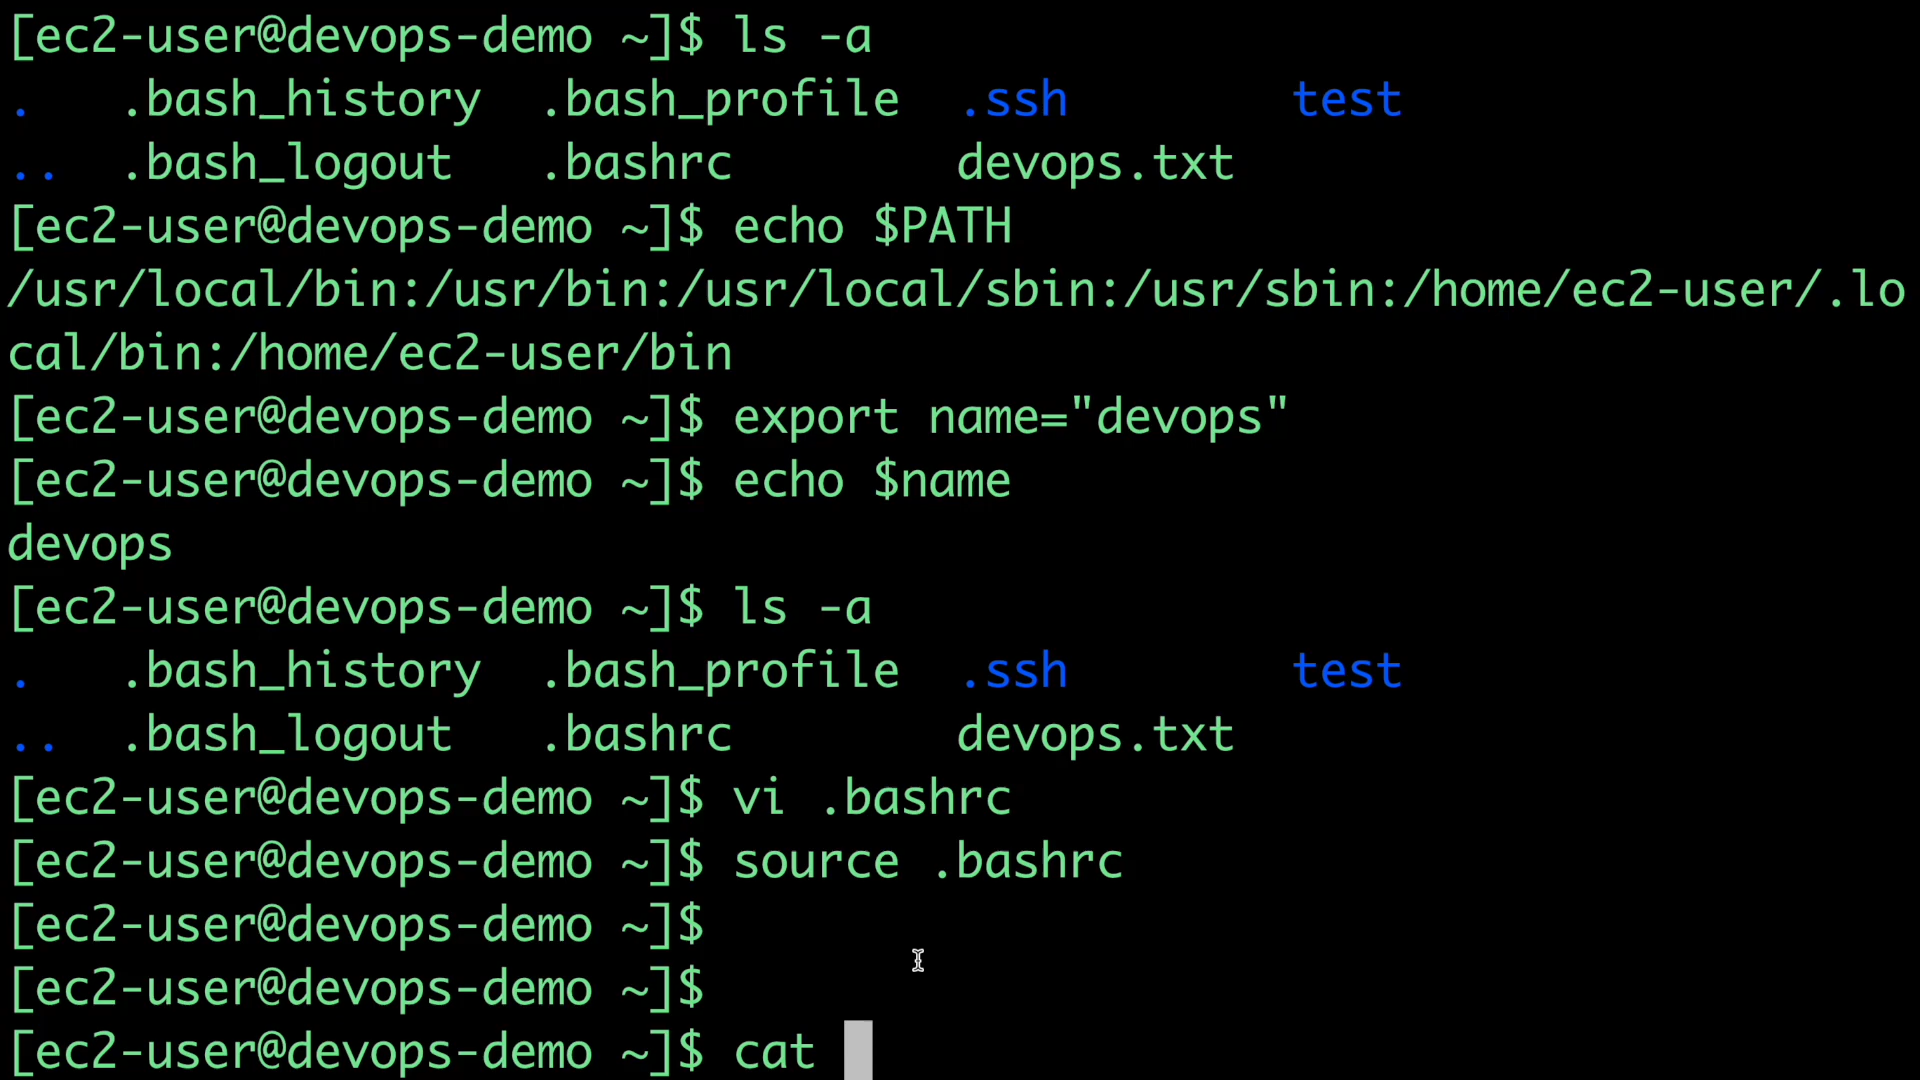 [ec2-user@devops-demo ~]$ ls -a
.   .bash_history  .bash_profile  .ssh        test
..  .bash_logout   .bashrc        devops.txt
[ec2-user@devops-demo ~]$ echo $PATH
/usr/local/bin:/usr/bin:/usr/local/sbin:/usr/sbin:/home/ec2-user/.lo
cal/bin:/home/ec2-user/bin
[ec2-user@devops-demo ~]$ export name="devops"
[ec2-user@devops-demo ~]$ echo $name
devops
[ec2-user@devops-demo ~]$ ls -a
.   .bash_history  .bash_profile  .ssh        test
..  .bash_logout   .bashrc        devops.txt
[ec2-user@devops-demo ~]$ vi .bashrc
[ec2-user@devops-demo ~]$ source .bashrc
[ec2-user@devops-demo ~]$
[ec2-user@devops-demo ~]$
[ec2-user@devops-demo ~]$ cat